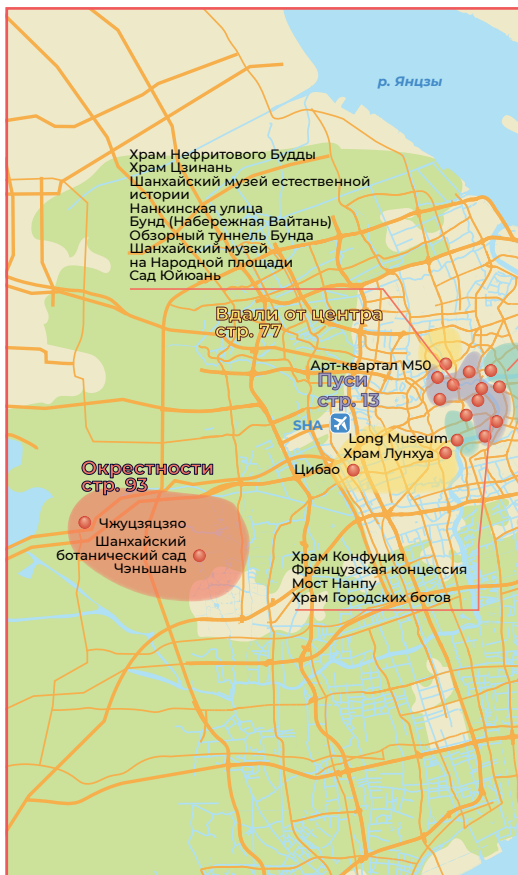 р. Янцзы
Храм Нефритового Будды
Храм Цзинань
Шанхайский музей естественной
истории
Нанкинская улица
Бунд (Набережная Вайтань)
Обзорный туннель Бунда
Шанхайский музей
на Народной площади
Сад Юйюань
Вдали от центра
стр. 77
Арт-квартал М50
Пуси
стр. 13
SHA
Long Museum
Храм Лунхуа
Цибао
Окрестности
стр. 93
Чжуцзяцзяо
Шанхайский
ботанический сад
Чэньшань
Храм Конфуция
Французская концессия
Мост Нанпу
Храм Городских богов